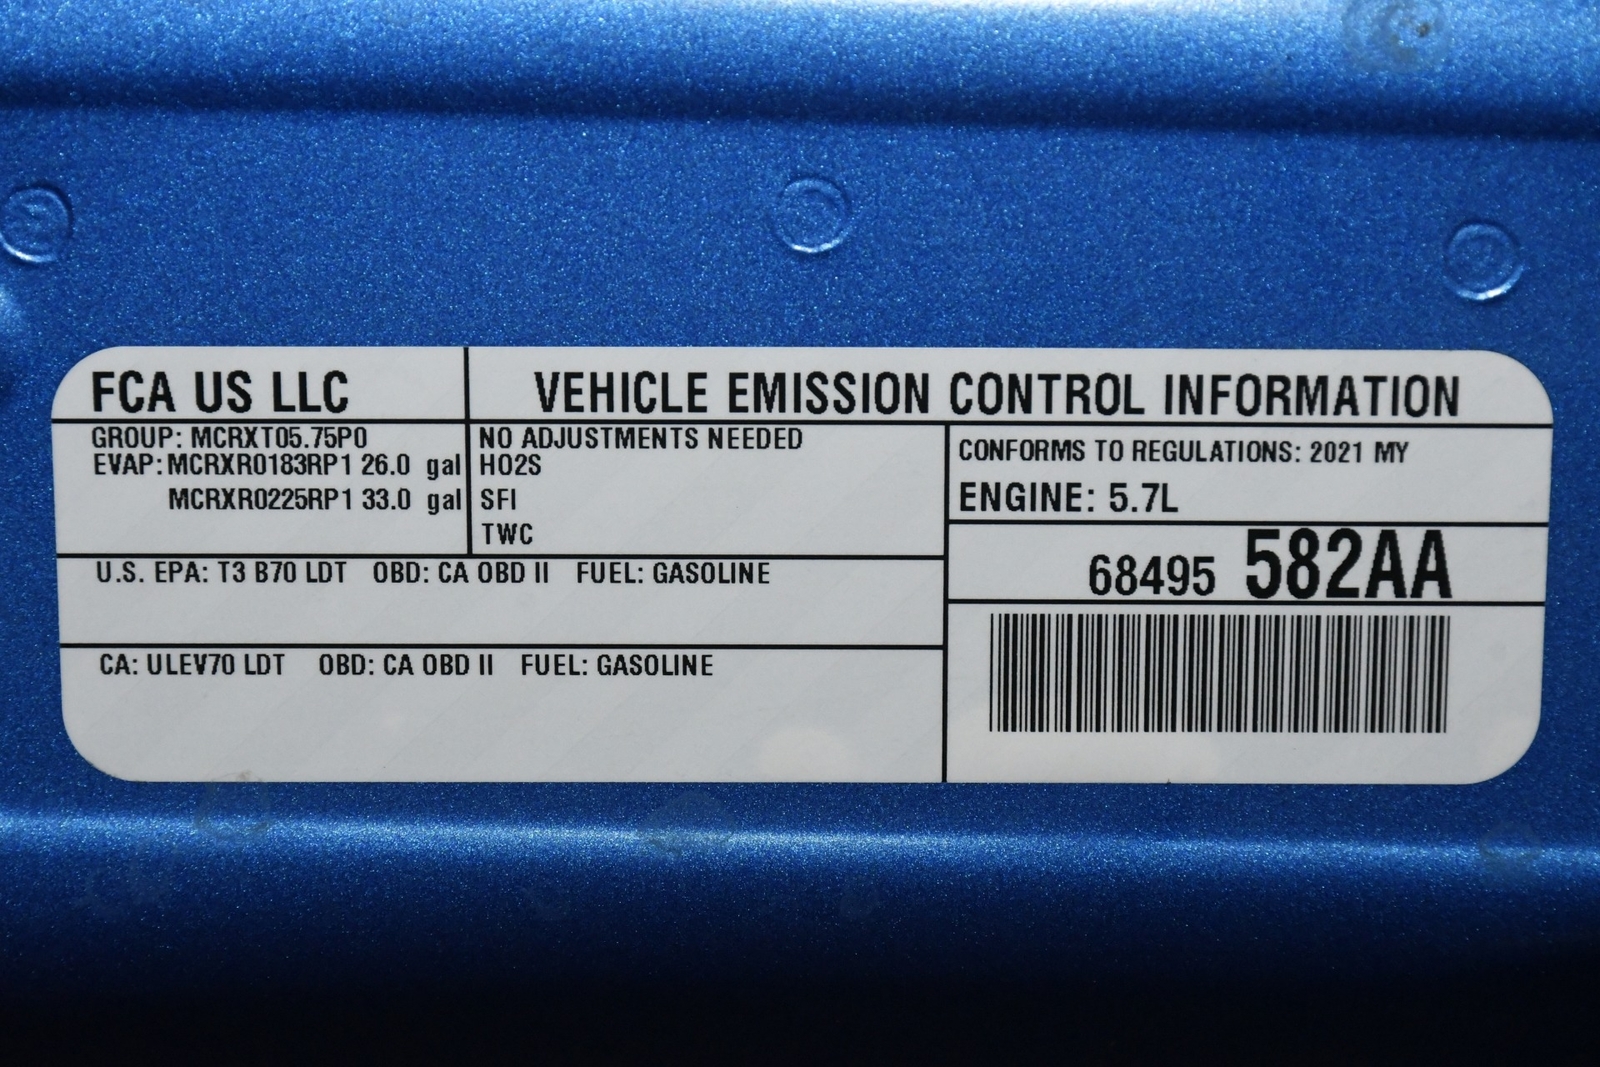 FCA US LLC
VEHICLE EMISSION CONTROL INFORMATION
GROUP: MCRXT05.75P0
EVAP: MCRXR0183RP1 26.0 gal
MCRXR0225RP1 33.0 gal
NO ADJUSTMENTS NEEDED
HO2S
SFI
TWC
CONFORMS TO REGULATIONS: 2021 MY
ENGINE: 5.7L
68495 582AA
U.S. EPA: T3 B70 LDT OBD: CA OBD II FUEL: GASOLINE
CA: ULEV70 LDT OBD: CA OBD II FUEL: GASOLINE